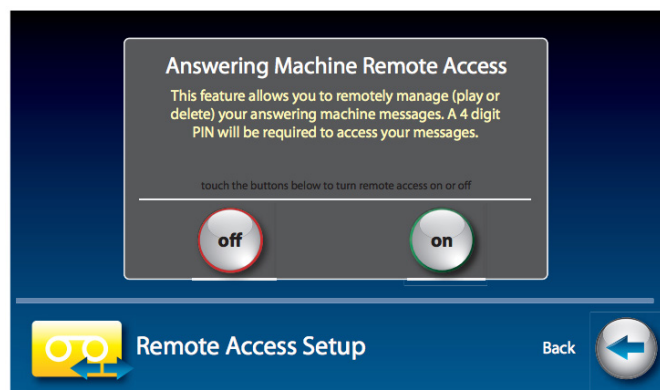 Answering Machine Remote Access
This feature allows you to remotely manage (play or
delete) your answering machine messages. A 4 digit
PIN will be required to access your messages.
touch the buttons below to turn remote access on or off
off
on
Remote Access Setup
Back